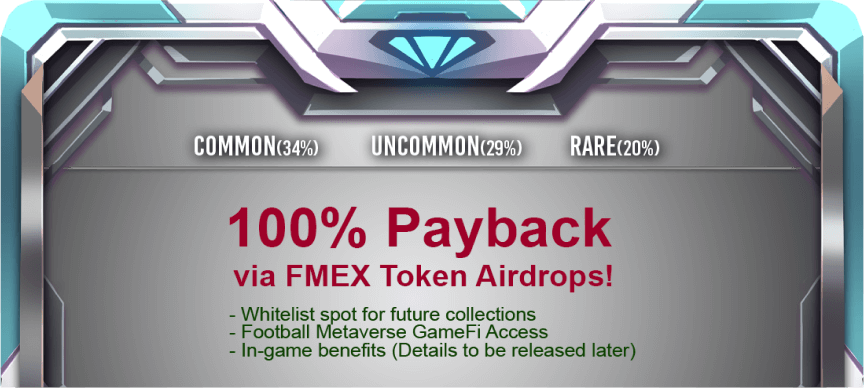 COMMON(34%) UNCOMMON(29%) RARE(20%)
100% Payback
via FMEX Token Airdrops!
- Whitelist spot for future collections
- Football Metaverse GameFi Access
- In-game benefits (Details to be released later)